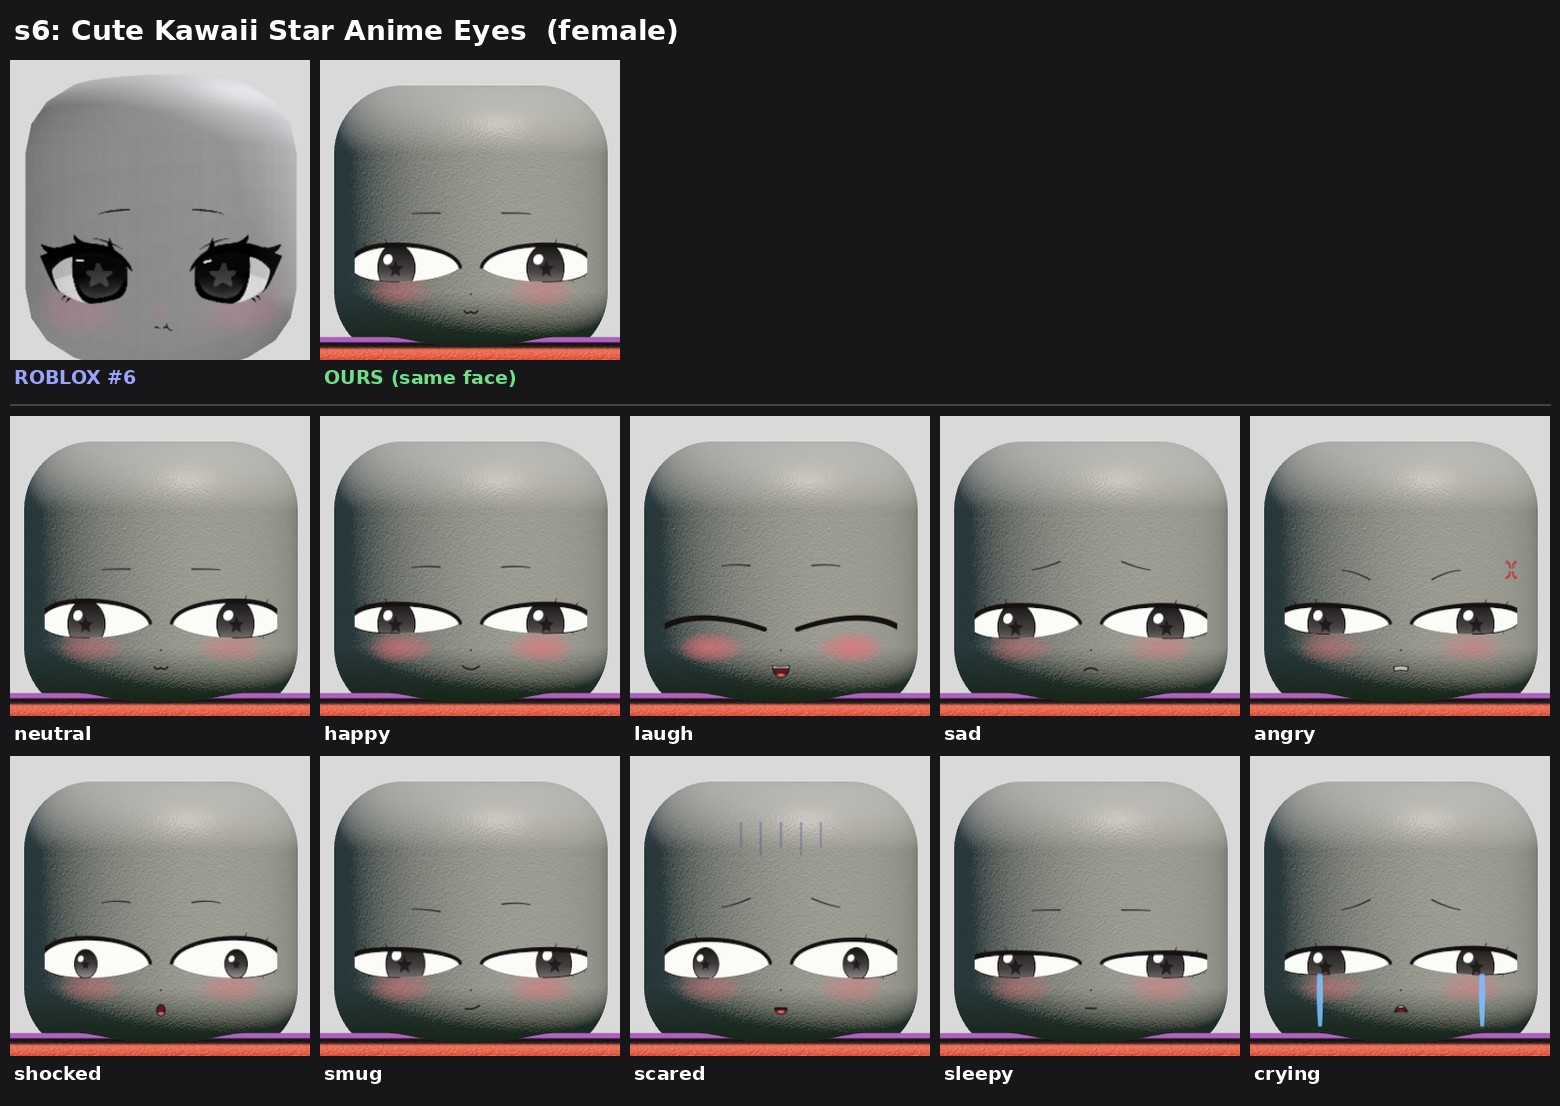 s6: Cute Kawaii Star Anime Eyes (female)
ROBLOX #6 OURS (same face)
neutral happy laugh sad angry
shocked smug scared sleepy crying